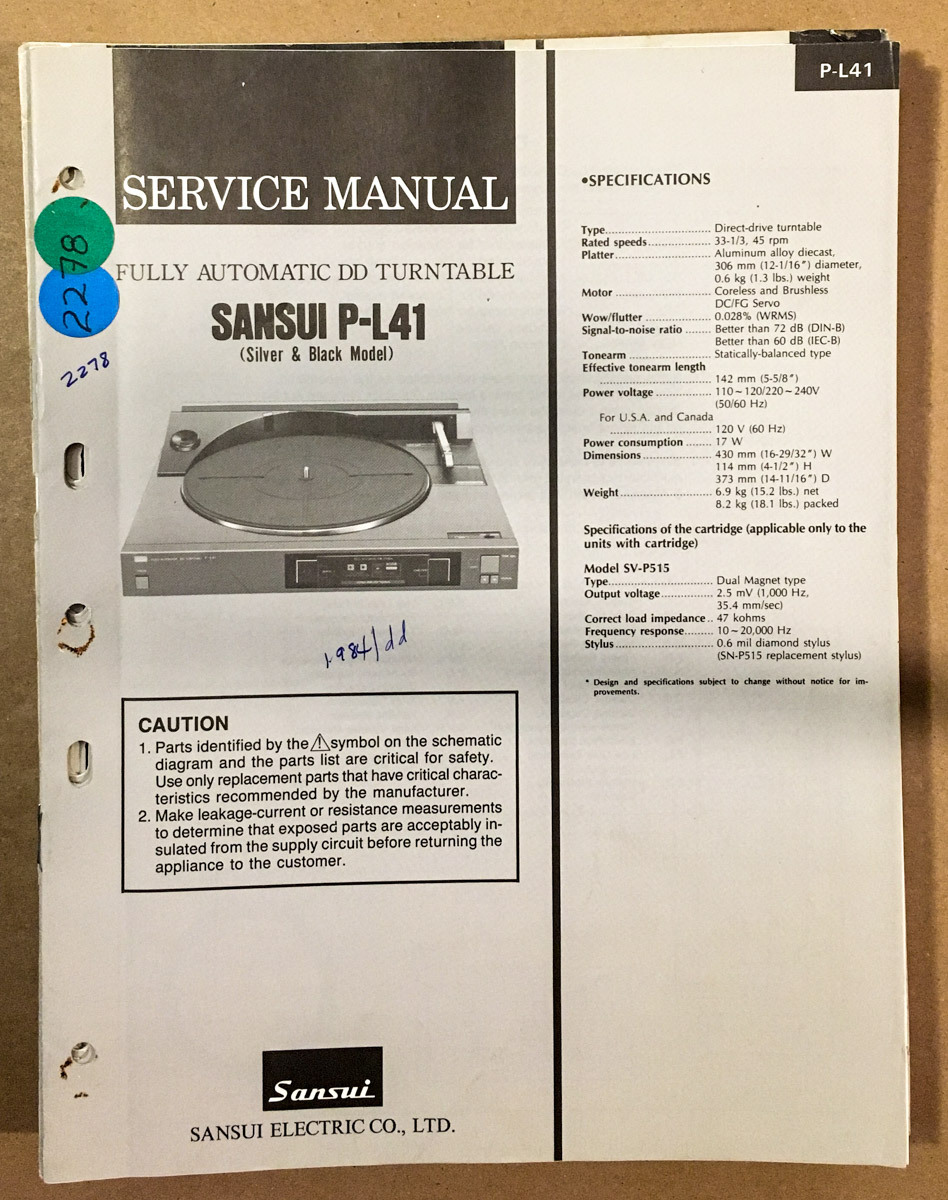 P-L41
SERVICE MANUAL
2278
2278
FULLY AUTOMATIC DD TURNTABLE
SANSUI P-L41
(Silver & Black Model)
1984/dd
CAUTION
1. Parts identified by the ⚠ symbol on the schematic
diagram and the parts list are critical for safety.
Use only replacement parts that have critical charac-
teristics recommended by the manufacturer.
2. Make leakage-current or resistance measurements
to determine that exposed parts are acceptably in-
sulated from the supply circuit before returning the
appliance to the customer.
Sansui
SANSUI ELECTRIC CO., LTD.
•SPECIFICATIONS
Type.............................. Direct-drive turntable
Rated speeds.................. 33-1/3, 45 rpm
Platter........................... Aluminum alloy diecast,
306 mm (12-1/16″) diameter,
0.6 kg (1.3 lbs.) weight
Motor ........................... Coreless and Brushless
DC/FG Servo
Wow/flutter ................... 0.028% (WRMS)
Signal-to-noise ratio ....... Better than 72 dB (DIN-B)
Better than 60 dB (IEC-B)
Tonearm ....................... Statically-balanced type
Effective tonearm length
............................... 142 mm (5-5/8″)
Power voltage ................ 110~120/220~240V
(50/60 Hz)
For U.S.A. and Canada
............................. 120 V (60 Hz)
Power consumption ....... 17 W
Dimensions ................... 430 mm (16-29/32″) W
114 mm (4-1/2″) H
373 mm (14-11/16″) D
Weight.......................... 6.9 kg (15.2 lbs.) net
8.2 kg (18.1 lbs.) packed
Specifications of the cartridge (applicable only to the
units with cartridge)
Model SV-P515
Type.............................. Dual Magnet type
Output voltage............... 2.5 mV (1,000 Hz,
35.4 mm/sec)
Correct load impedance.. 47 kohms
Frequency response........ 10~20,000 Hz
Stylus............................ 0.6 mil diamond stylus
(SN-P515 replacement stylus)
* Design and specifications subject to change without notice for im-
provements.